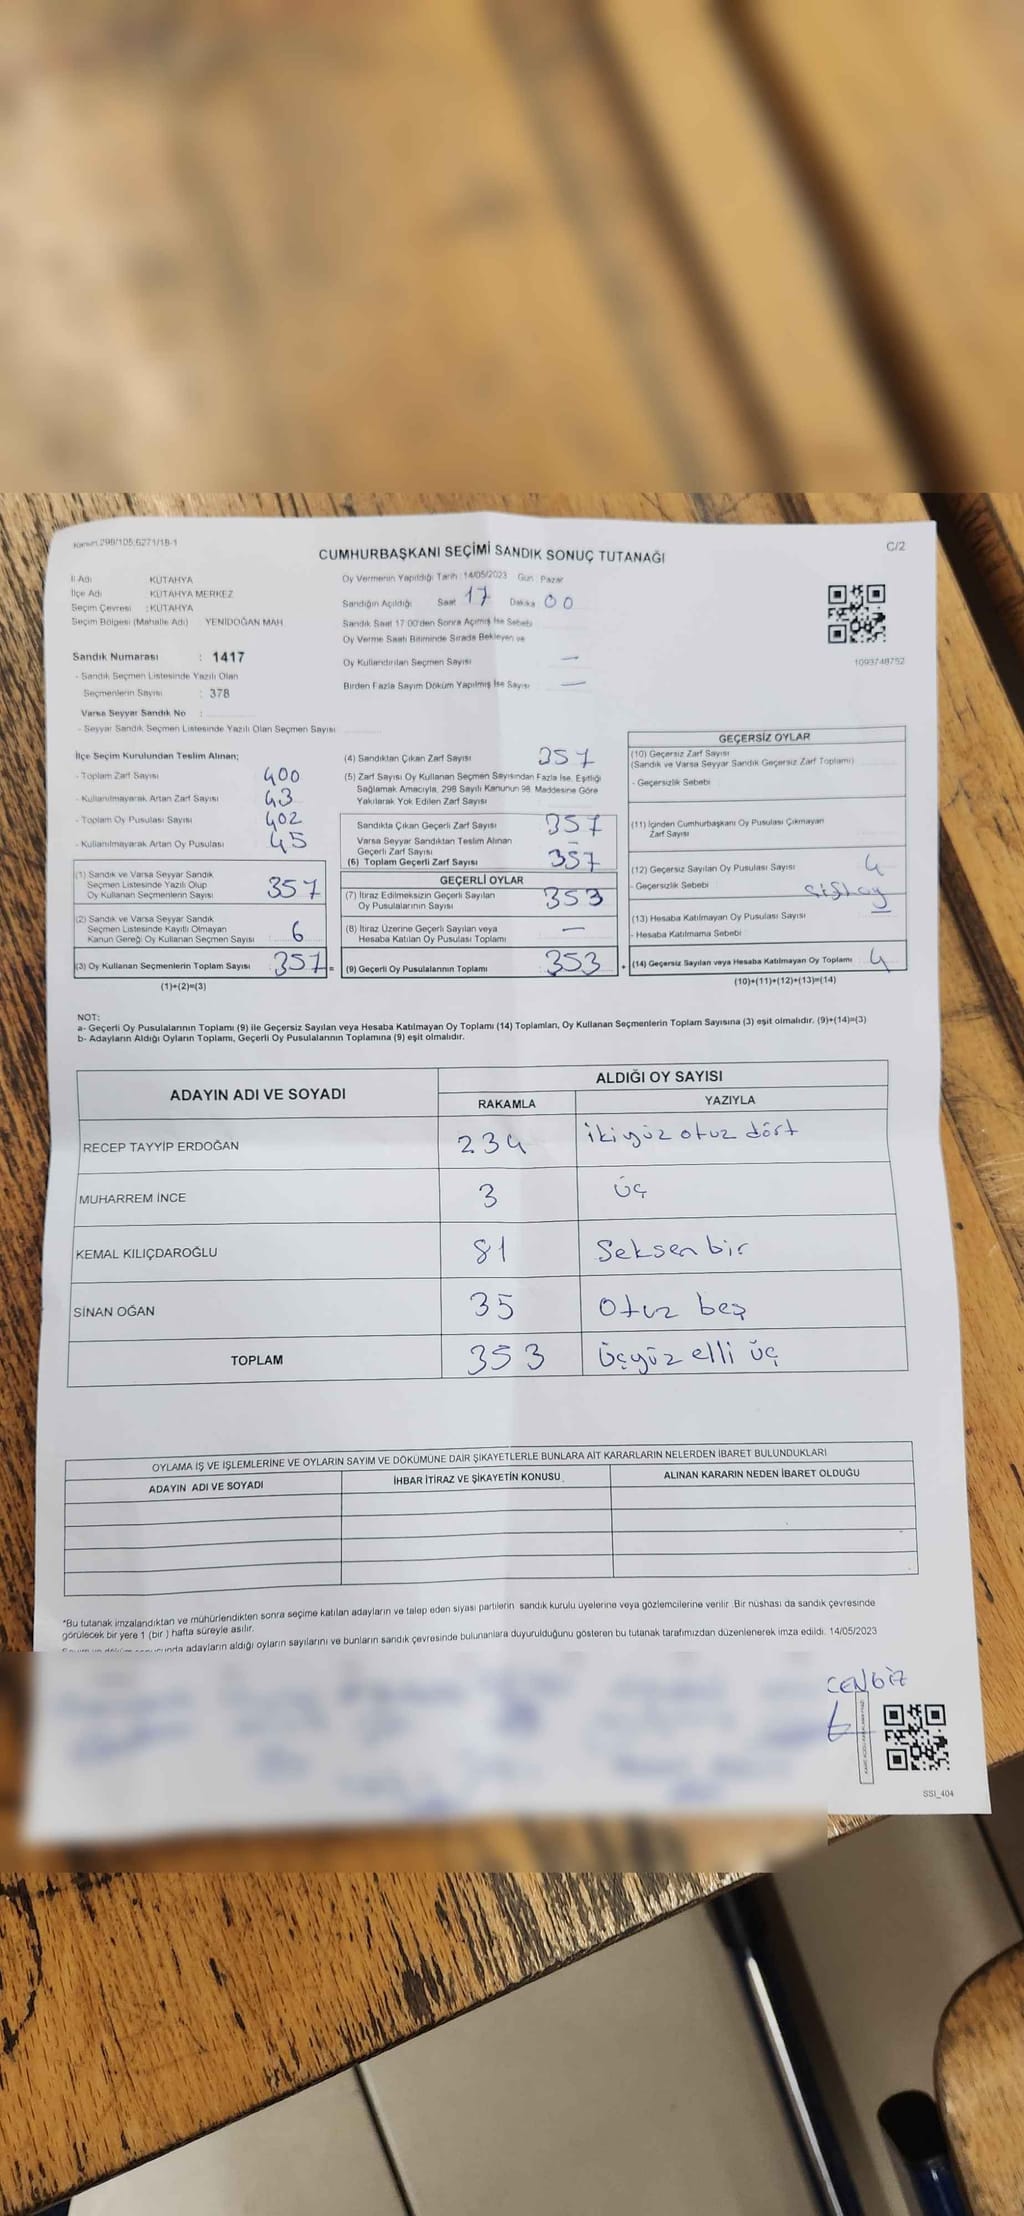 Kanun:298/105;6271/18-1
C/2
CUMHURBAŞKANI SEÇİMİ SANDIK SONUÇ TUTANAĞI
İl Adı KÜTAHYA
İlçe Adı KÜTAHYA MERKEZ
Seçim Çevresi : KÜTAHYA
Seçim Bölgesi (Mahalle Adı) YENİDOĞAN MAH
Sandık Numarası : 1417
- Sandık Seçmen Listesinde Yazılı Olan
Seçmenlerin Sayısı : 378
Varsa Seyyar Sandık No :
- Seyyar Sandık Seçmen Listesinde Yazılı Olan Seçmen Sayısı
Oy Vermenin Yapıldığı Tarih : 14/05/2023 Gün : Pazar
Sandığın Açıldığı Saat 17 Dakika 00
Sandık Saat 17:00'den Sonra Açılmış İse Sebebi
Oy Verme Saati Bitiminde Sırada Bekleyen ve
Oy Kullandırılan Seçmen Sayısı —
Birden Fazla Sayım Döküm Yapılmış İse Sayısı —
1093748752
İlçe Seçim Kurulundan Teslim Alınan;
- Toplam Zarf Sayısı 400
- Kullanılmayarak Artan Zarf Sayısı 43
- Toplam Oy Pusulası Sayısı 402
- Kullanılmayarak Artan Oy Pusulası 45
(1) Sandık ve Varsa Seyyar Sandık
Seçmen Listesinde Yazılı Olup
Oy Kullanan Seçmenlerin Sayısı 357
(2) Sandık ve Varsa Seyyar Sandık
Seçmen Listesinde Kayıtlı Olmayan
Kanun Gereği Oy Kullanan Seçmen Sayısı 6
(3) Oy Kullanan Seçmenlerin Toplam Sayısı 357 =
(1)+(2)=(3)
(4) Sandıktan Çıkan Zarf Sayısı 357
(5) Zarf Sayısı Oy Kullanan Seçmen Sayısından Fazla İse, Eşitliği
Sağlamak Amacıyla, 298 Sayılı Kanunun 98. Maddesine Göre
Yakılarak Yok Edilen Zarf Sayısı
Sandıkta Çıkan Geçerli Zarf Sayısı 357
Varsa Seyyar Sandıktan Teslim Alınan
Geçerli Zarf Sayısı —
(6) Toplam Geçerli Zarf Sayısı 357
GEÇERLİ OYLAR
(7) İtiraz Edilmeksizin Geçerli Sayılan
Oy Pusulalarının Sayısı 353
(8) İtiraz Üzerine Geçerli Sayılan veya
Hesaba Katılan Oy Pusulası Toplamı —
(9) Geçerli Oy Pusulalarının Toplamı 353 +
GEÇERSİZ OYLAR
(10) Geçersiz Zarf Sayısı
(Sandık ve Varsa Seyyar Sandık Geçersiz Zarf Toplamı)
- Geçersizlik Sebebi
(11) İçinden Cumhurbaşkanı Oy Pusulası Çıkmayan
Zarf Sayısı
(12) Geçersiz Sayılan Oy Pusulası Sayısı 4
- Geçersizlik Sebebi
(13) Hesaba Katılmayan Oy Pusulası Sayısı —
- Hesaba Katılmama Sebebi
(14) Geçersiz Sayılan veya Hesaba Katılmayan Oy Toplamı 4
(10)+(11)+(12)+(13)=(14)
NOT:
a- Geçerli Oy Pusulalarının Toplamı (9) ile Geçersiz Sayılan veya Hesaba Katılmayan Oy Toplamı (14) Toplamları, Oy Kullanan Seçmenlerin Toplam Sayısına (3) eşit olmalıdır. (9)+(14)=(3)
b- Adayların Aldığı Oyların Toplamı, Geçerli Oy Pusulalarının Toplamına (9) eşit olmalıdır.
ADAYIN ADI VE SOYADI
ALDIĞI OY SAYISI
RAKAMLA YAZIYLA
RECEP TAYYİP ERDOĞAN 234 ikiyüz otuz dört
MUHARREM İNCE 3 üç
KEMAL KILIÇDAROĞLU 81 Seksen bir
SİNAN OĞAN 35 Otuz beş
TOPLAM 353 Üçyüz elli üç
OYLAMA İŞ VE İŞLEMLERİNE VE OYLARIN SAYIM VE DÖKÜMÜNE DAİR ŞİKAYETLERLE BUNLARA AİT KARARLARIN NELERDEN İBARET BULUNDUKLARI
ADAYIN ADI VE SOYADI İHBAR İTİRAZ VE ŞİKAYETİN KONUSU ALINAN KARARIN NEDEN İBARET OLDUĞU
*Bu tutanak imzalandıktan ve mühürlendikten sonra seçime katılan adayların ve talep eden siyasi partilerin sandık kurulu üyelerine veya gözlemcilerine verilir. Bir nüshası da sandık çevresinde
görülecek bir yere 1 (bir ) hafta süreyle asılır.
adayların aldığı oyların sayılarını ve bunların sandık çevresinde bulunanlara duyurulduğunu gösteren bu tutanak tarafımızdan düzenlenerek imza edildi. 14/05/2023
CENGİZ
SSI_404